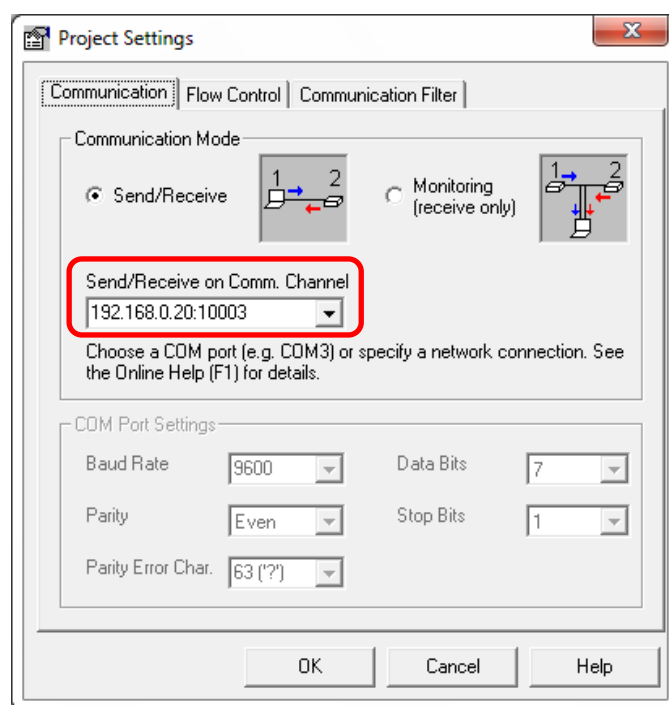 Project Settings
Communication Flow Control Communication Filter
Communication Mode
Send/Receive
1 2
Monitoring
(receive only)
1 2
Send/Receive on Comm. Channel
192.168.0.20:10003
Choose a COM port (e.g. COM3) or specify a network connection. See
the Online Help (F1) for details.
COM Port Settings
Baud Rate 9600 Data Bits 7
Parity Even Stop Bits 1
Parity Error Char. 63 ('?')
OK Cancel Help